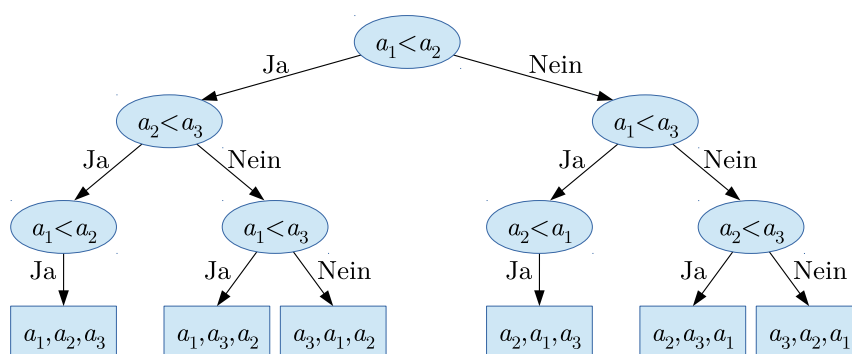 a₁<a₂
Ja Nein
a₂<a₃ a₁<a₃
Ja Nein Ja Nein
a₁<a₂ a₁<a₃ a₂<a₁ a₂<a₃
Ja Ja Nein Ja Ja Nein
a₁,a₂,a₃ a₁,a₃,a₂ a₃,a₁,a₂ a₂,a₁,a₃ a₂,a₃,a₁ a₃,a₂,a₁